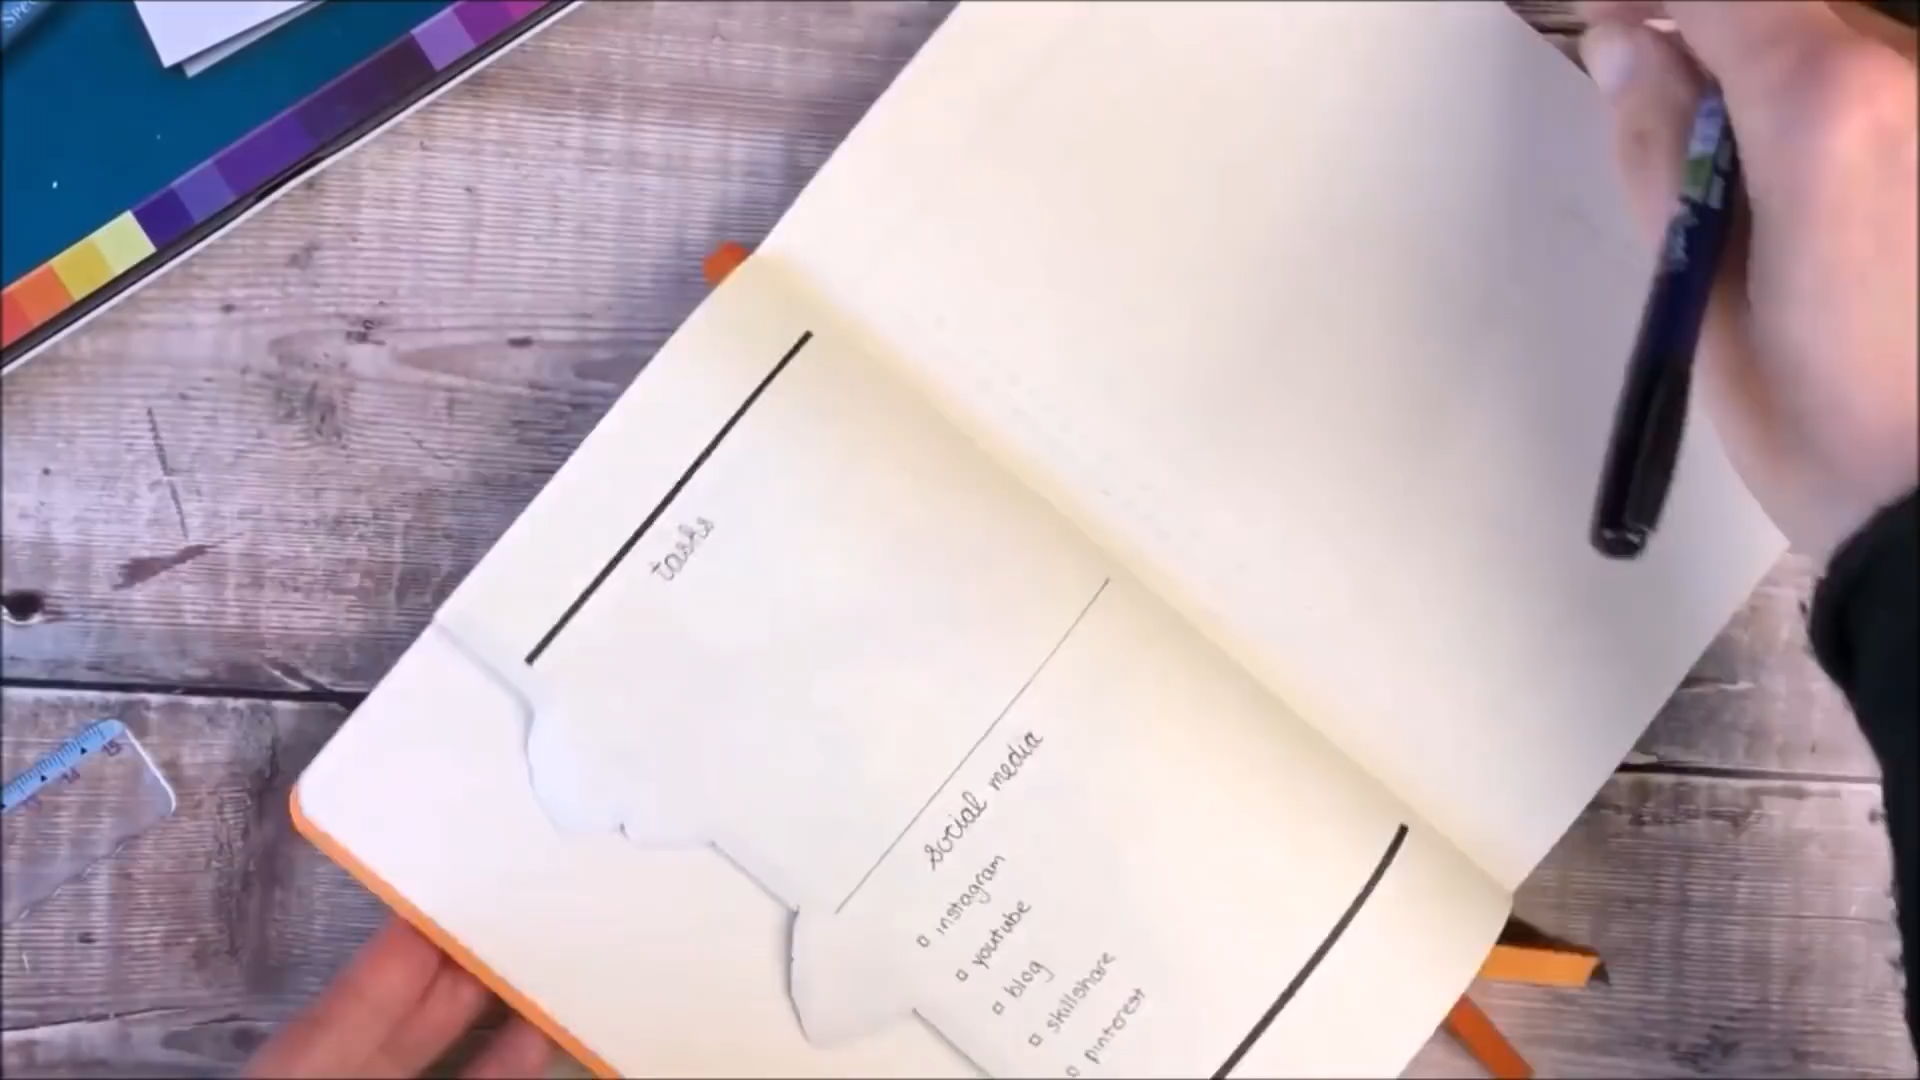 tasks
social media
instagram
youtube
blog
skillshare
pinterest